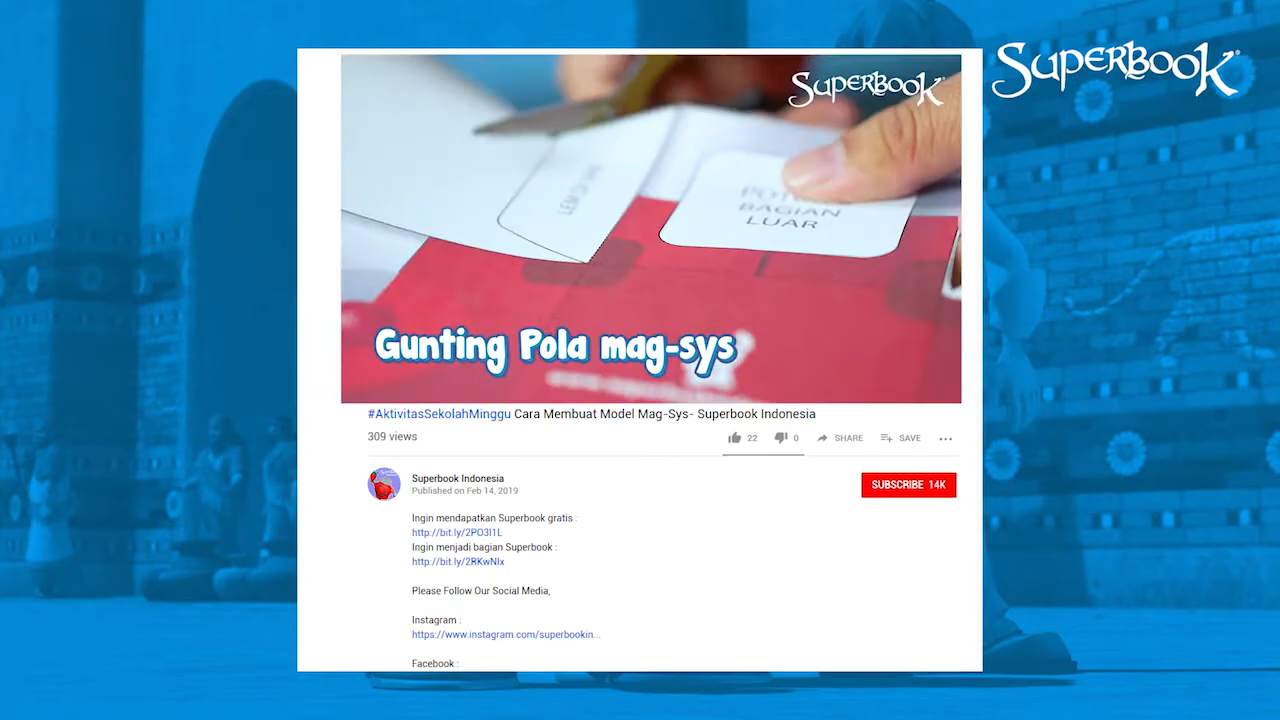 SUPERBOOK
SUPERBOOK
LEM DI SINI
POTONG
BAGIAN
LUAR
Gunting Pola mag-sys
#AktivitasSekolahMinggu Cara Membuat Model Mag-Sys- Superbook Indonesia
309 views
22
0
SHARE
SAVE
Superbook Indonesia
Published on Feb 14, 2019
SUBSCRIBE 14K
Ingin mendapatkan Superbook gratis :
http://bit.ly/2PO3I1L
Ingin menjadi bagian Superbook :
http://bit.ly/2RKwNIx
Please Follow Our Social Media,
Instagram :
https://www.instagram.com/superbookin...
Facebook :